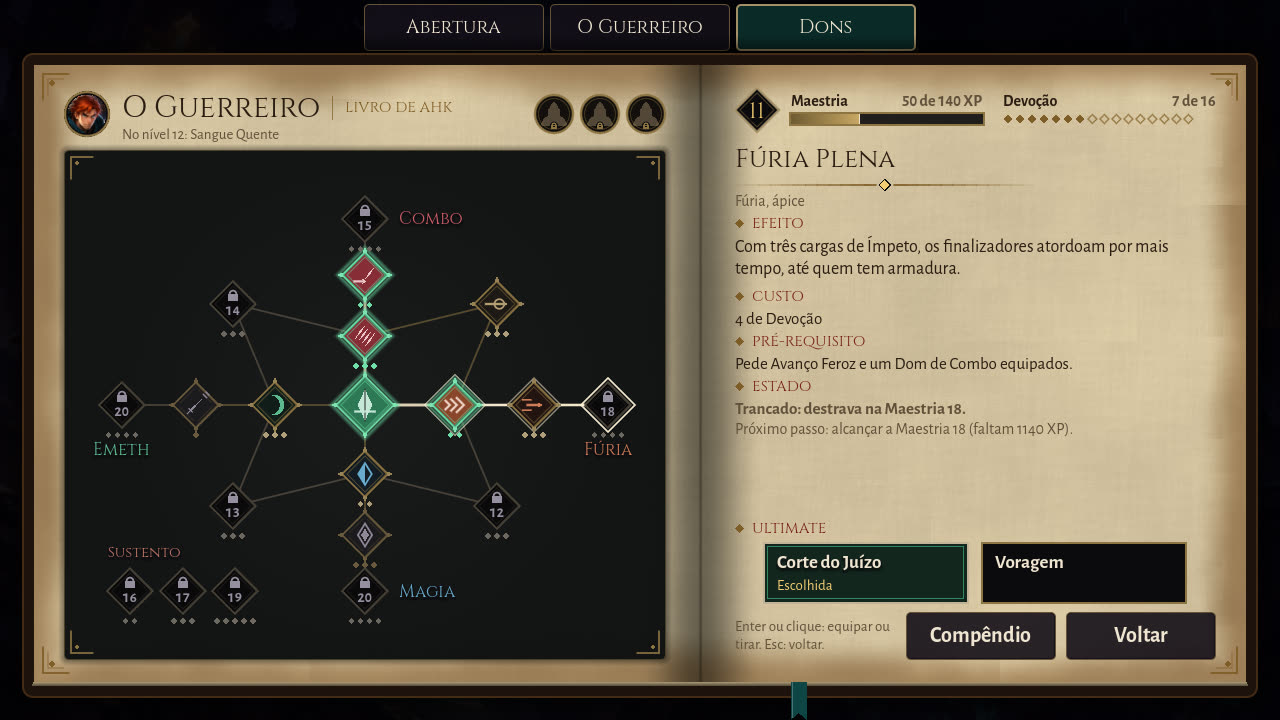 Abertura
O Guerreiro
Dons
O Guerreiro
Livro de Ahk
No nível 12: Sangue Quente
15
Combo
14
20
18
Emeth
Fúria
13
12
Sustento
16
17
19
20
Magia
11
Maestria
50 de 140 XP
Devoção
7 de 16
Fúria Plena
Fúria, ápice
Efeito
Com três cargas de Ímpeto, os finalizadores atordoam por mais
tempo, até quem tem armadura.
Custo
4 de Devoção
Pré-requisito
Pede Avanço Feroz e um Dom de Combo equipados.
Estado
Trancado: destrava na Maestria 18.
Próximo passo: alcançar a Maestria 18 (faltam 1140 XP).
Ultimate
Corte do Juízo
Escolhida
Voragem
Enter ou clique: equipar ou
tirar. Esc: voltar.
Compêndio
Voltar